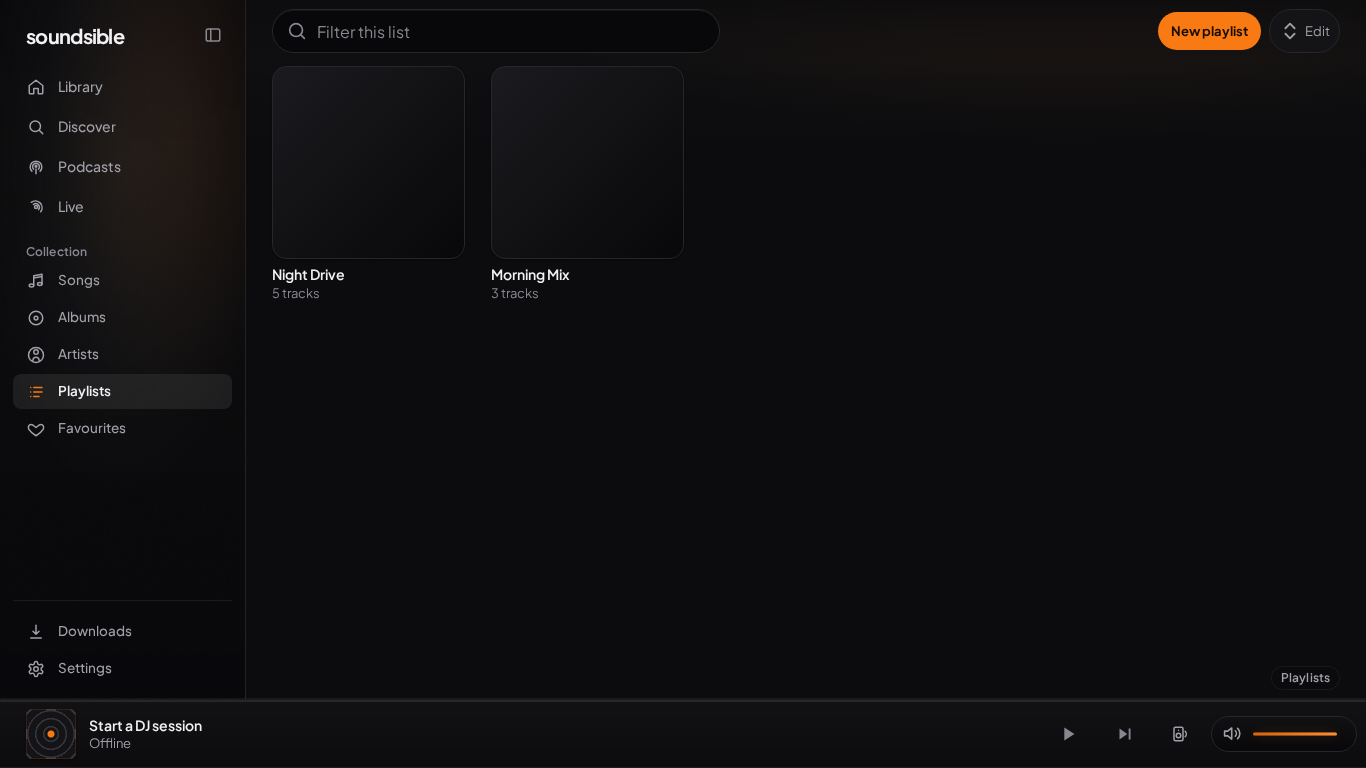 soundsible
Library
Discover
Podcasts
Live
Collection
Songs
Albums
Artists
Playlists
Favourites
Downloads
Settings
Filter this list
New playlist
Edit
Night Drive
5 tracks
Morning Mix
3 tracks
Playlists
Start a DJ session
Offline